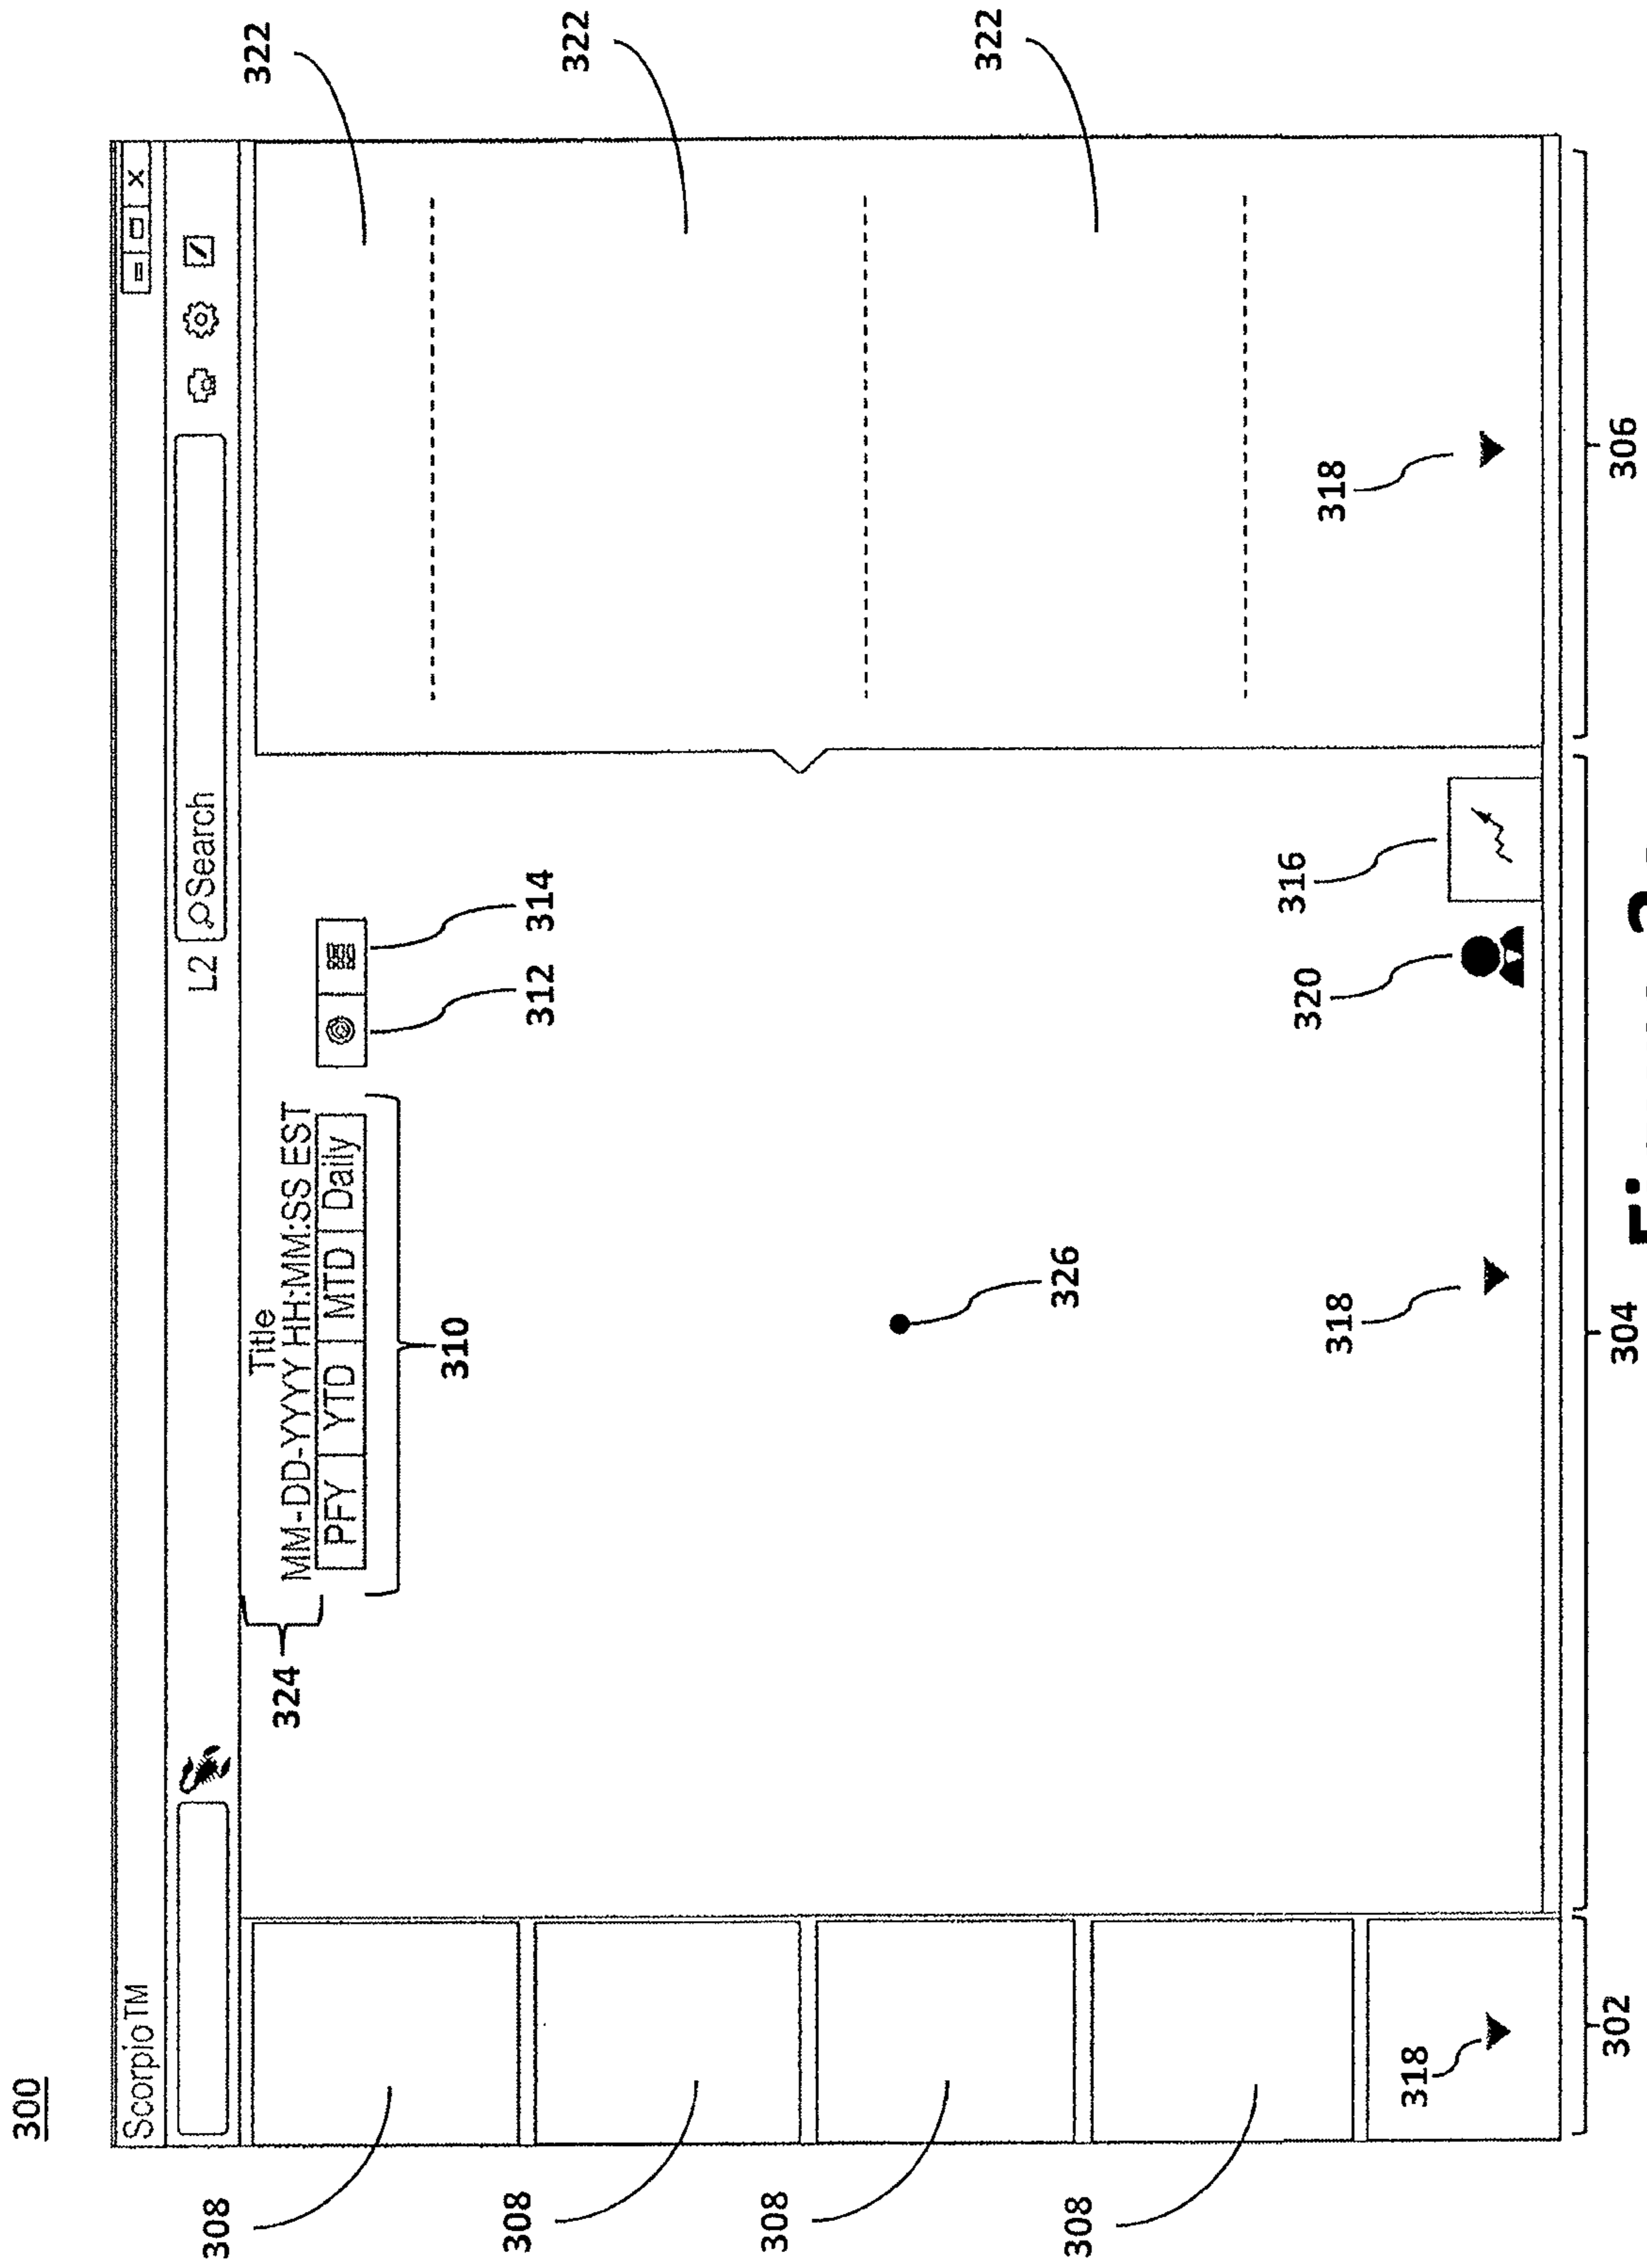 300
Scorpio™
X
L2 Search
308
322
Title
324
MM-DD-YYYY HH:MM:SS EST
PFY YTD MTD Daily
310
308
312 314
322
308
322
326
308
316
320
318
318
318
302 304 306